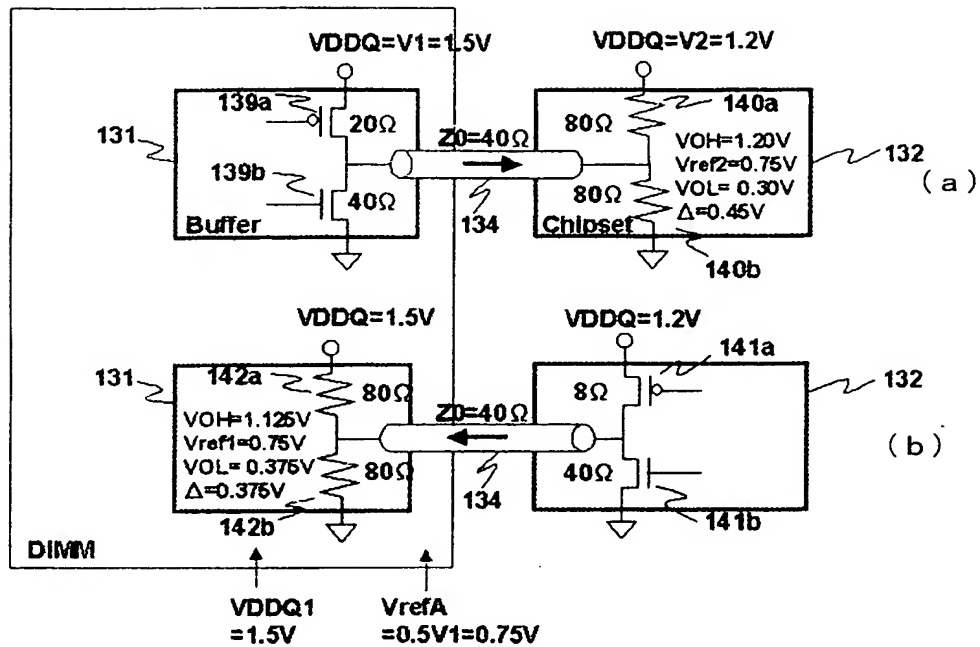 VDDQ=V1=1.5V
VDDQ=V2=1.2V
139a
140a
131
20Ω
Z0=40Ω
80Ω
VOH=1.20V
132
139b
Vref2=0.75V
(a)
40Ω
80Ω
VOL= 0.30V
Buffer
134
Chipset
Δ=0.45V
140b
VDDQ=1.5V
VDDQ=1.2V
141a
131
142a
80Ω
Z0=40Ω
8Ω
132
VOH=1.125V
Vref1=0.75V
(b)
VOL= 0.375V
80Ω
40Ω
Δ=0.375V
134
142b
141b
DIMM
VDDQ1
=1.5V
VrefA
=0.5V1=0.75V